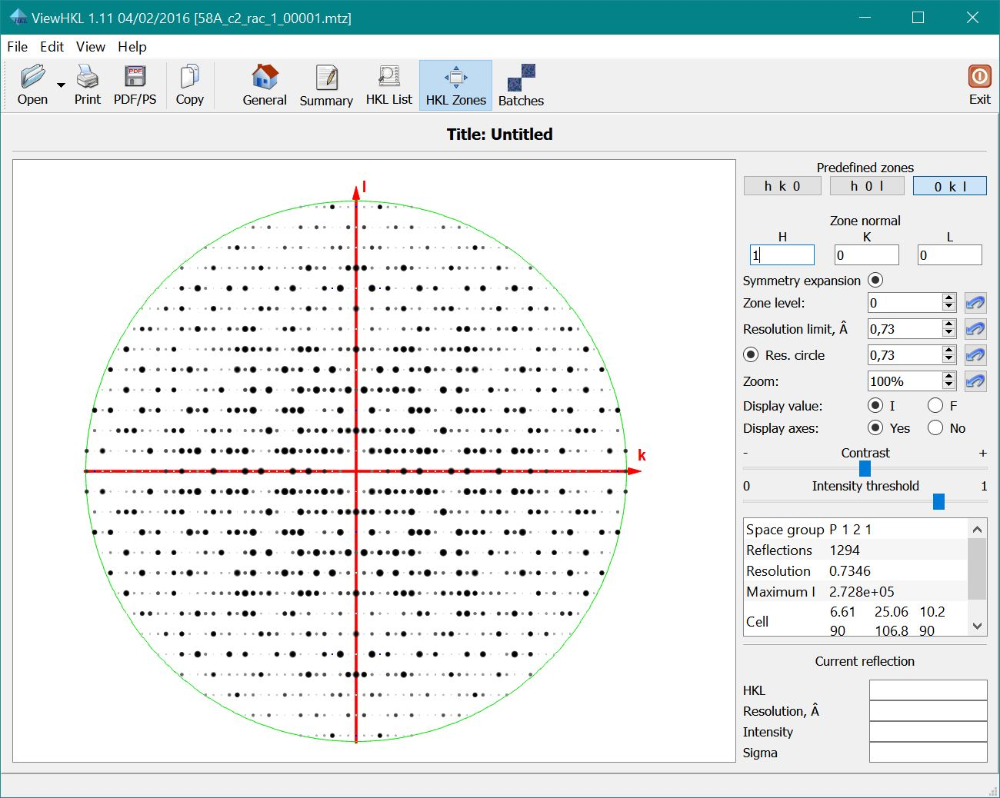 ViewHKL 1.11 04/02/2016 [58A_c2_rac_1_00001.mtz]
File Edit View Help
Open Print PDF/PS Copy General Summary HKL List HKL Zones Batches Exit
Title: Untitled
Predefined zones
h k 0 h 0 l 0 k l
Zone normal
H K L
1 0 0
Symmetry expansion
Zone level: 0
Resolution limit, Â 0,73
Res. circle 0,73
Zoom: 100%
Display value: I F
Display axes: Yes No
- Contrast +
0 Intensity threshold 1
Space group P 1 2 1
Reflections 1294
Resolution 0.7346
Maximum I 2.728e+05
Cell 6.61 25.06 10.2
90 106.8 90
Current reflection
HKL
Resolution, Â
Intensity
Sigma
l
k